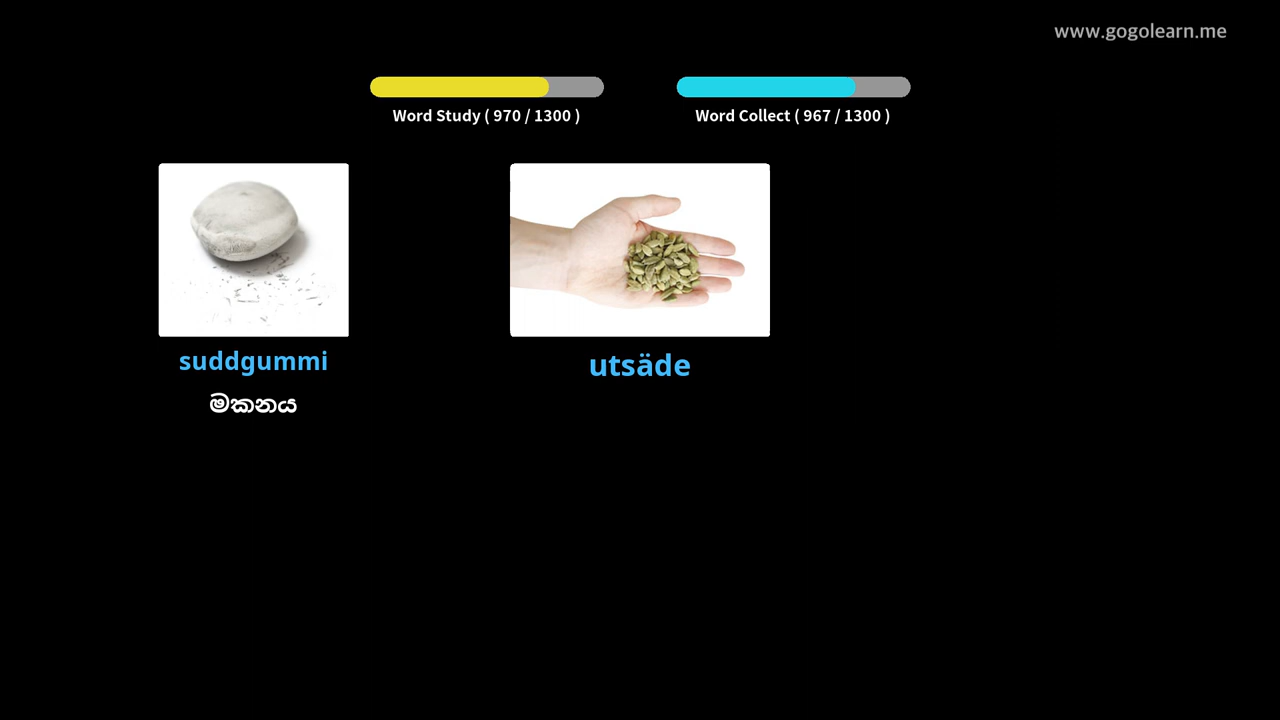 www.gogolearn.me
Word Study ( 970 / 1300 )
Word Collect ( 967 / 1300 )
suddgummi
මකනය
utsäde